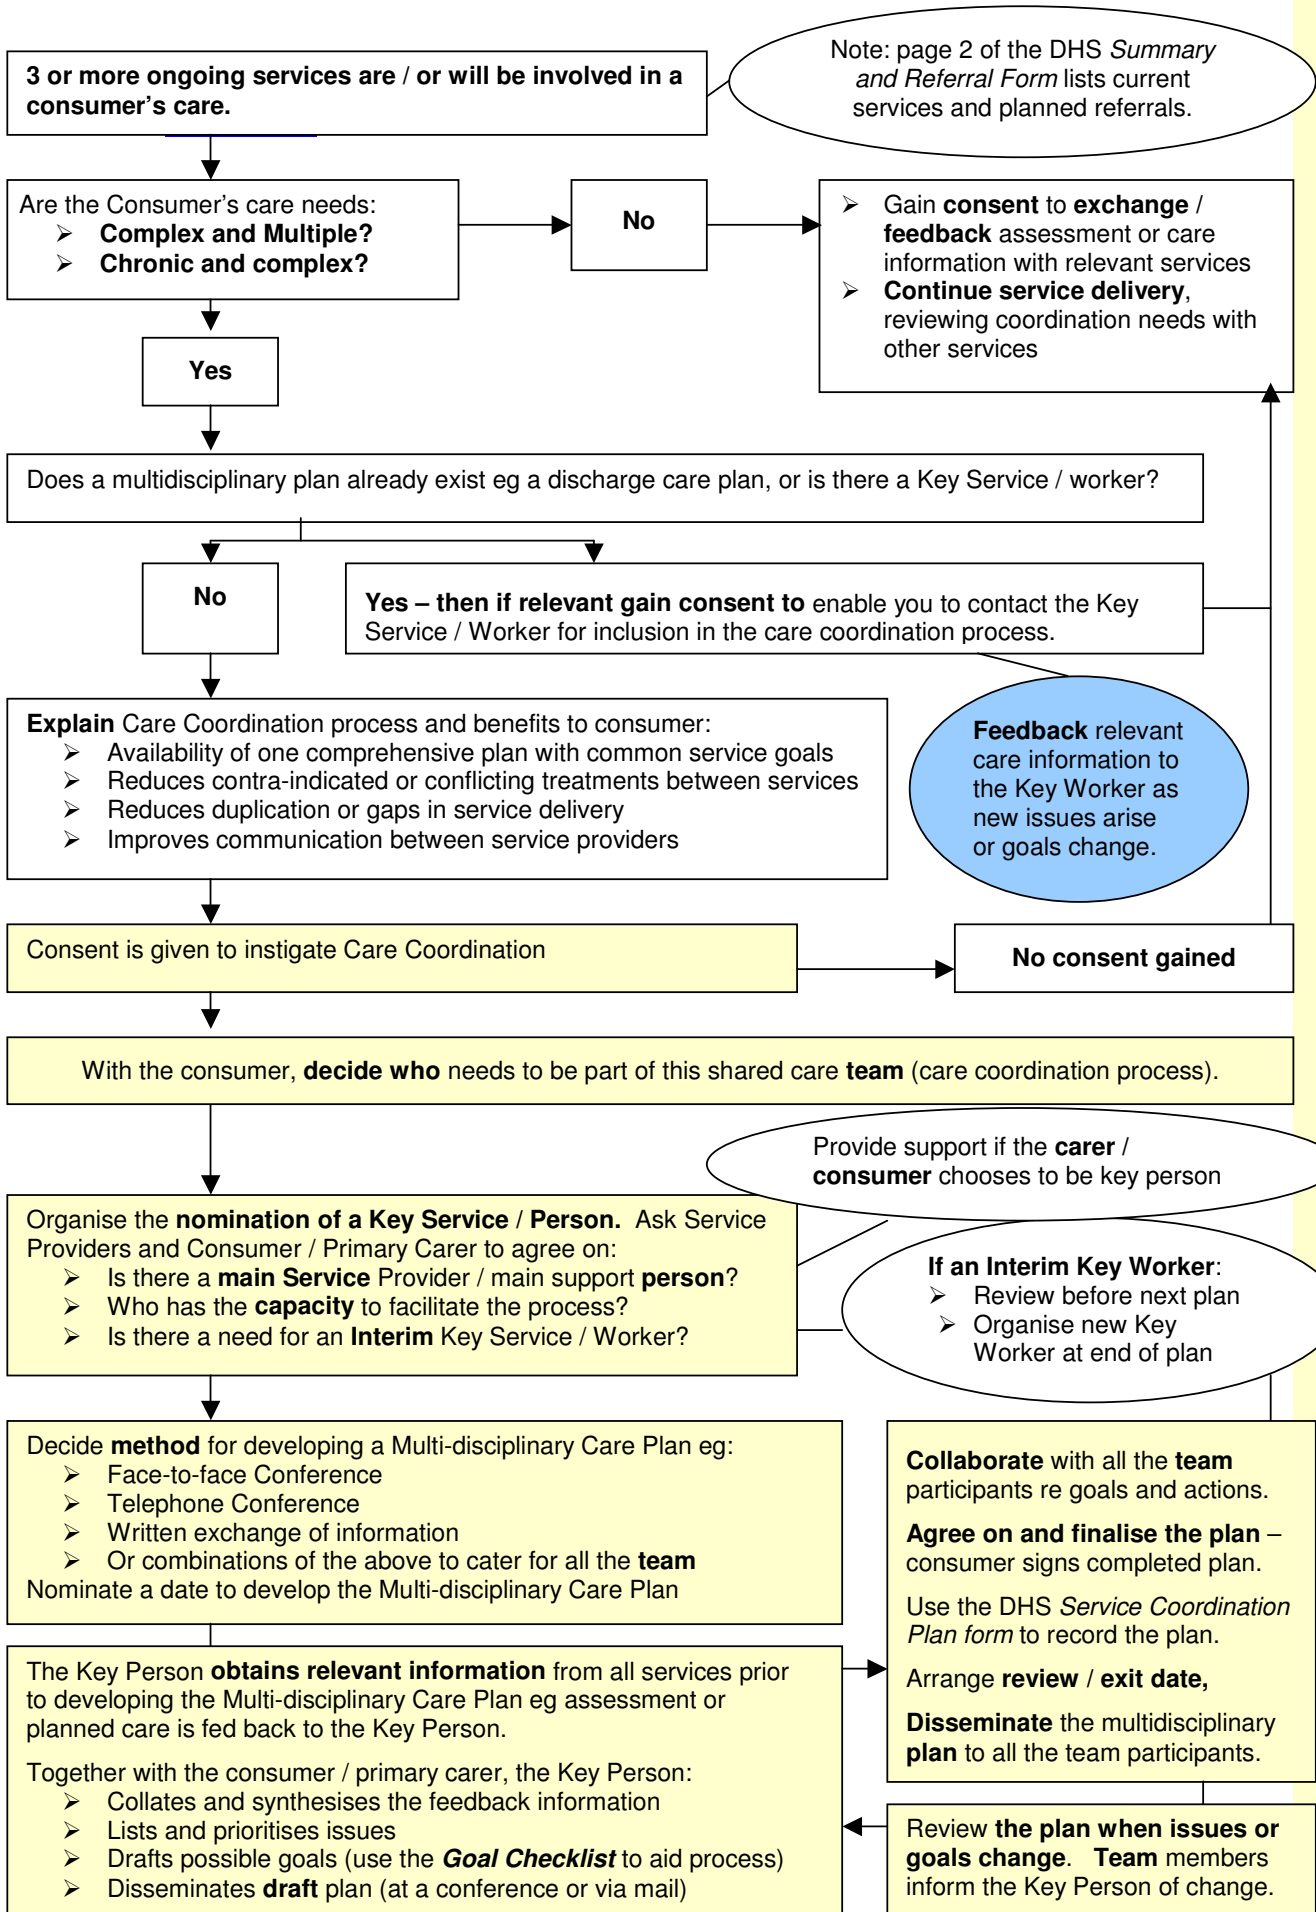 3 or more ongoing services are / or will be involved in a
consumer’s care.
Note: page 2 of the DHS Summary
and Referral Form lists current
services and planned referrals.
Are the Consumer’s care needs:
➢ Complex and Multiple?
➢ Chronic and complex?
No
➢ Gain consent to exchange /
feedback assessment or care
information with relevant services
➢ Continue service delivery,
reviewing coordination needs with
other services
Yes
Does a multidisciplinary plan already exist eg a discharge care plan, or is there a Key Service / worker?
No
Yes – then if relevant gain consent to enable you to contact the Key
Service / Worker for inclusion in the care coordination process.
Explain Care Coordination process and benefits to consumer:
➢ Availability of one comprehensive plan with common service goals
➢ Reduces contra-indicated or conflicting treatments between services
➢ Reduces duplication or gaps in service delivery
➢ Improves communication between service providers
Feedback relevant
care information to
the Key Worker as
new issues arise
or goals change.
Consent is given to instigate Care Coordination
No consent gained
With the consumer, decide who needs to be part of this shared care team (care coordination process).
Provide support if the carer /
consumer chooses to be key person
Organise the nomination of a Key Service / Person. Ask Service
Providers and Consumer / Primary Carer to agree on:
➢ Is there a main Service Provider / main support person?
➢ Who has the capacity to facilitate the process?
➢ Is there a need for an Interim Key Service / Worker?
If an Interim Key Worker:
➢ Review before next plan
➢ Organise new Key
Worker at end of plan
Decide method for developing a Multi-disciplinary Care Plan eg:
➢ Face-to-face Conference
➢ Telephone Conference
➢ Written exchange of information
➢ Or combinations of the above to cater for all the team
Nominate a date to develop the Multi-disciplinary Care Plan
The Key Person obtains relevant information from all services prior
to developing the Multi-disciplinary Care Plan eg assessment or
planned care is fed back to the Key Person.
Together with the consumer / primary carer, the Key Person:
➢ Collates and synthesises the feedback information
➢ Lists and prioritises issues
➢ Drafts possible goals (use the Goal Checklist to aid process)
➢ Disseminates draft plan (at a conference or via mail)
Collaborate with all the team
participants re goals and actions.
Agree on and finalise the plan –
consumer signs completed plan.
Use the DHS Service Coordination
Plan form to record the plan.
Arrange review / exit date,
Disseminate the multidisciplinary
plan to all the team participants.
Review the plan when issues or
goals change. Team members
inform the Key Person of change.